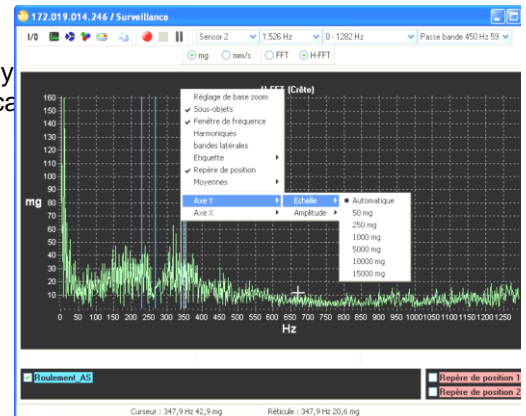 172.019.014.246 / Surveillance
I/0 Sensor 2 1,526 Hz 0 - 1282 Hz Passe bande 450 Hz 59
mg mm/s FFT H-FFT
y
ca
H-FFT (Crête)
Réglage de base zoom
Sous-objets
Fenêtre de fréquence
Harmoniques
bandes latérales
Etiquette
Repère de position
Moyennes
Axe Y
Axe X
Echelle
Amplitude
Automatique
50 mg
250 mg
1000 mg
5000 mg
10000 mg
15000 mg
160
150
140
130
120
110
100
90
mg 80
70
60
50
40
30
20
10
0 50 100 150 200 250 300 350 400 450 500 550 600 650 700 750 800 850 900 950 1000 1050 1100 1150 1200 1250
Hz
Roulement_AS
Repère de position 1
Repère de position 2
Curseur : 347,9 Hz 42,9 mg Réticule : 347,9 Hz 20,6 mg